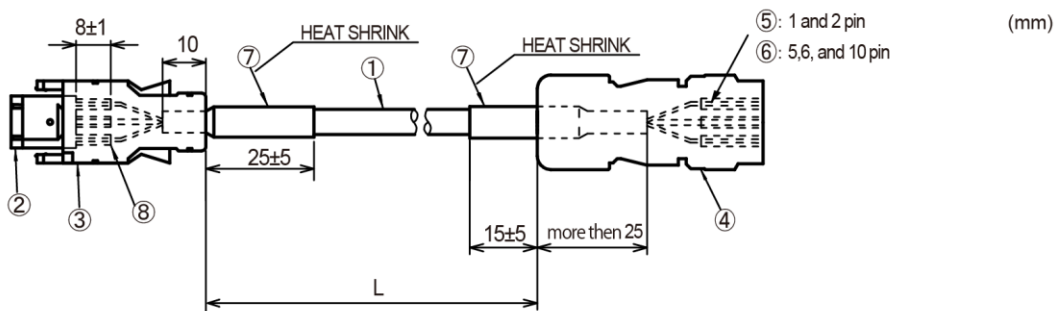 8±1
10
HEAT SHRINK
⑦
①
HEAT SHRINK
⑦
⑤: 1 and 2 pin
⑥: 5,6, and 10 pin
(mm)
②
③
⑧
25±5
④
15±5
more then 25
L